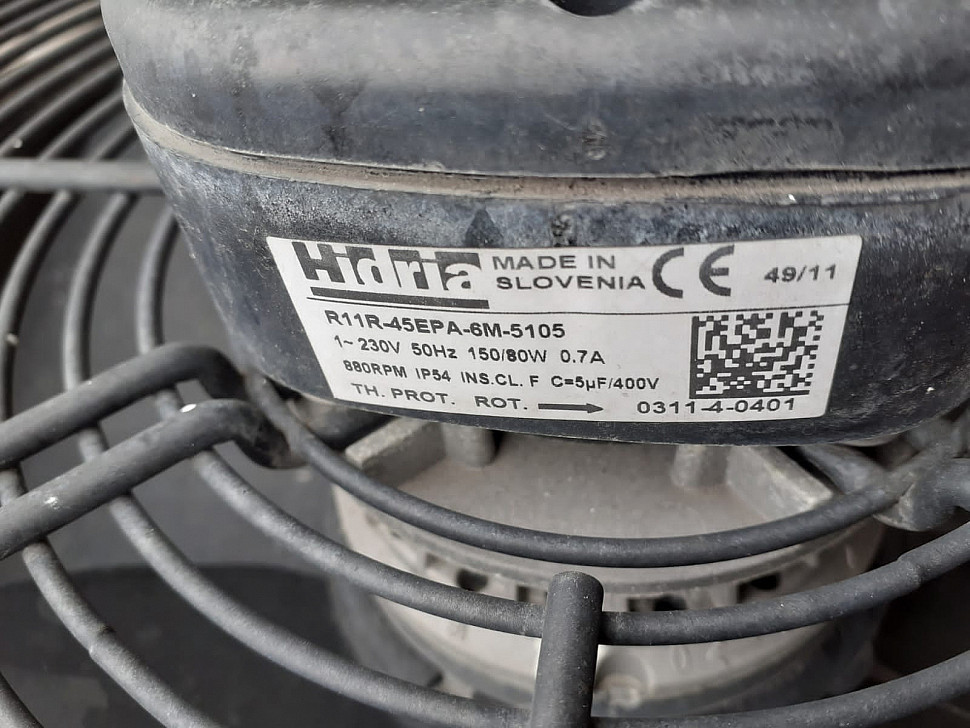 Hidria MADE IN SLOVENIA CE 49/11
R11R-45EPA-6M-5105
1~ 230V 50Hz 150/80W 0.7A
880RPM IP54 INS.CL. F C=5µF/400V
TH. PROT. ROT. → 0311-4-0401